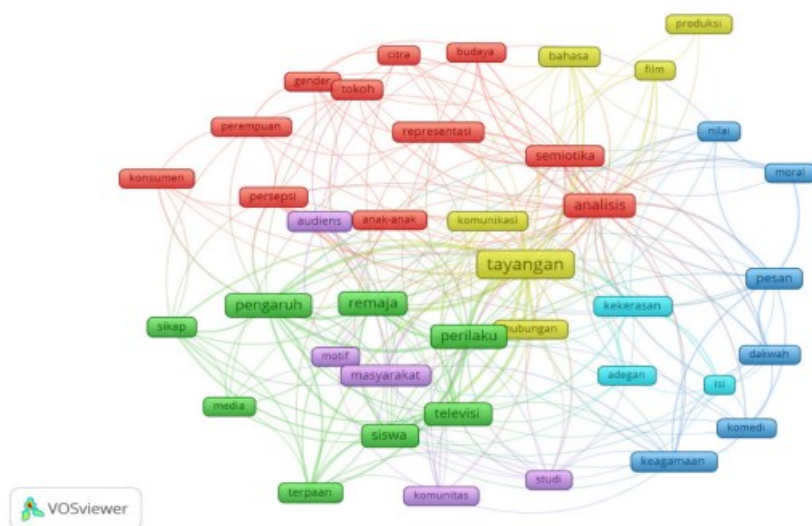 produksi
citra
budaya
bahasa
film
gender
tokoh
perempuan
representasi
nilai
semiotika
konsumen
moral
persepsi
analisis
audiens
anak-anak
komunikasi
tayangan
pesan
pengaruh
remaja
kekerasan
sikap
perilaku
hubungan
motif
dakwah
masyarakat
adegan
isi
media
televisi
siswa
komedi
keagamaan
terpaan
komunitas
studi
VOSviewer